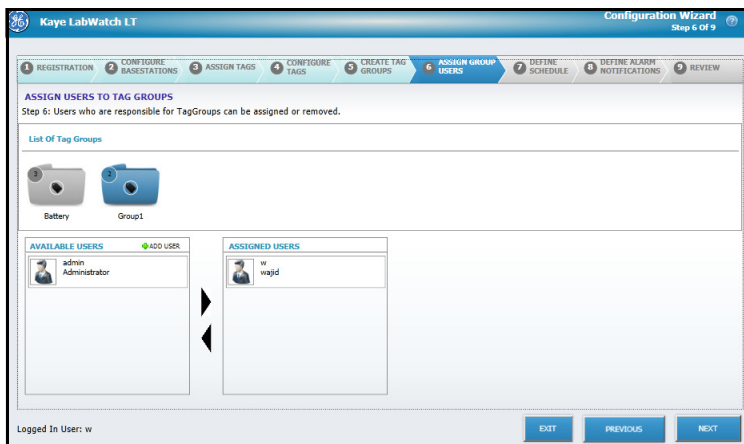 Kaye LabWatch LT
Configuration Wizard
Step 6 Of 9
1 REGISTRATION
2 CONFIGURE
BASESTATIONS
3 ASSIGN TAGS
4 CONFIGURE
TAGS
5 CREATE TAG
GROUPS
6 ASSIGN GROUP
USERS
7 DEFINE
SCHEDULE
8 DEFINE ALARM
NOTIFICATIONS
9 REVIEW
ASSIGN USERS TO TAG GROUPS
Step 6: Users who are responsible for TagGroups can be assigned or removed.
List Of Tag Groups
3
2
Battery
Group1
AVAILABLE USERS
ADD USER
admin
Administrator
ASSIGNED USERS
w
wajid
Logged In User: w
EXIT
PREVIOUS
NEXT